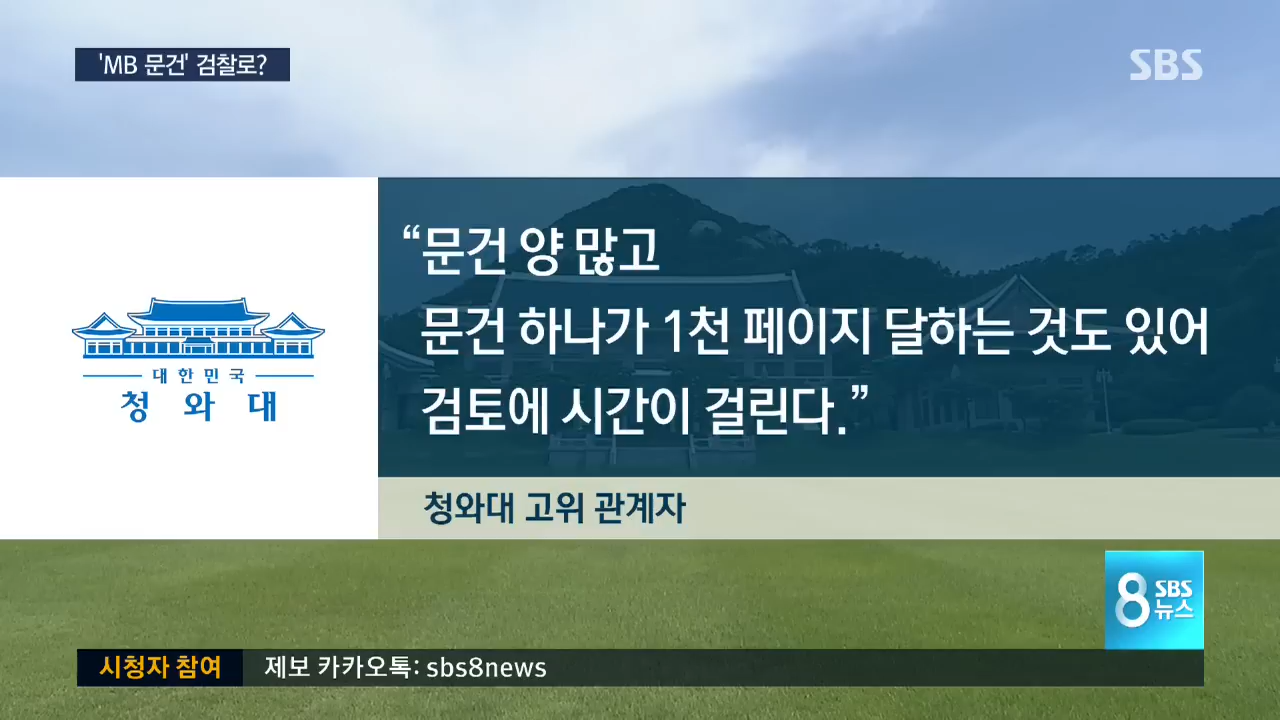 'MB 문건' 검찰로?
SBS
“문건 양 많고
문건 하나가 1천 페이지 달하는 것도 있어
검토에 시간이 걸린다.”
대한민국
청와대
청와대 고위 관계자
8 SBS
뉴스
시청자 참여 제보 카카오톡: sbs8news